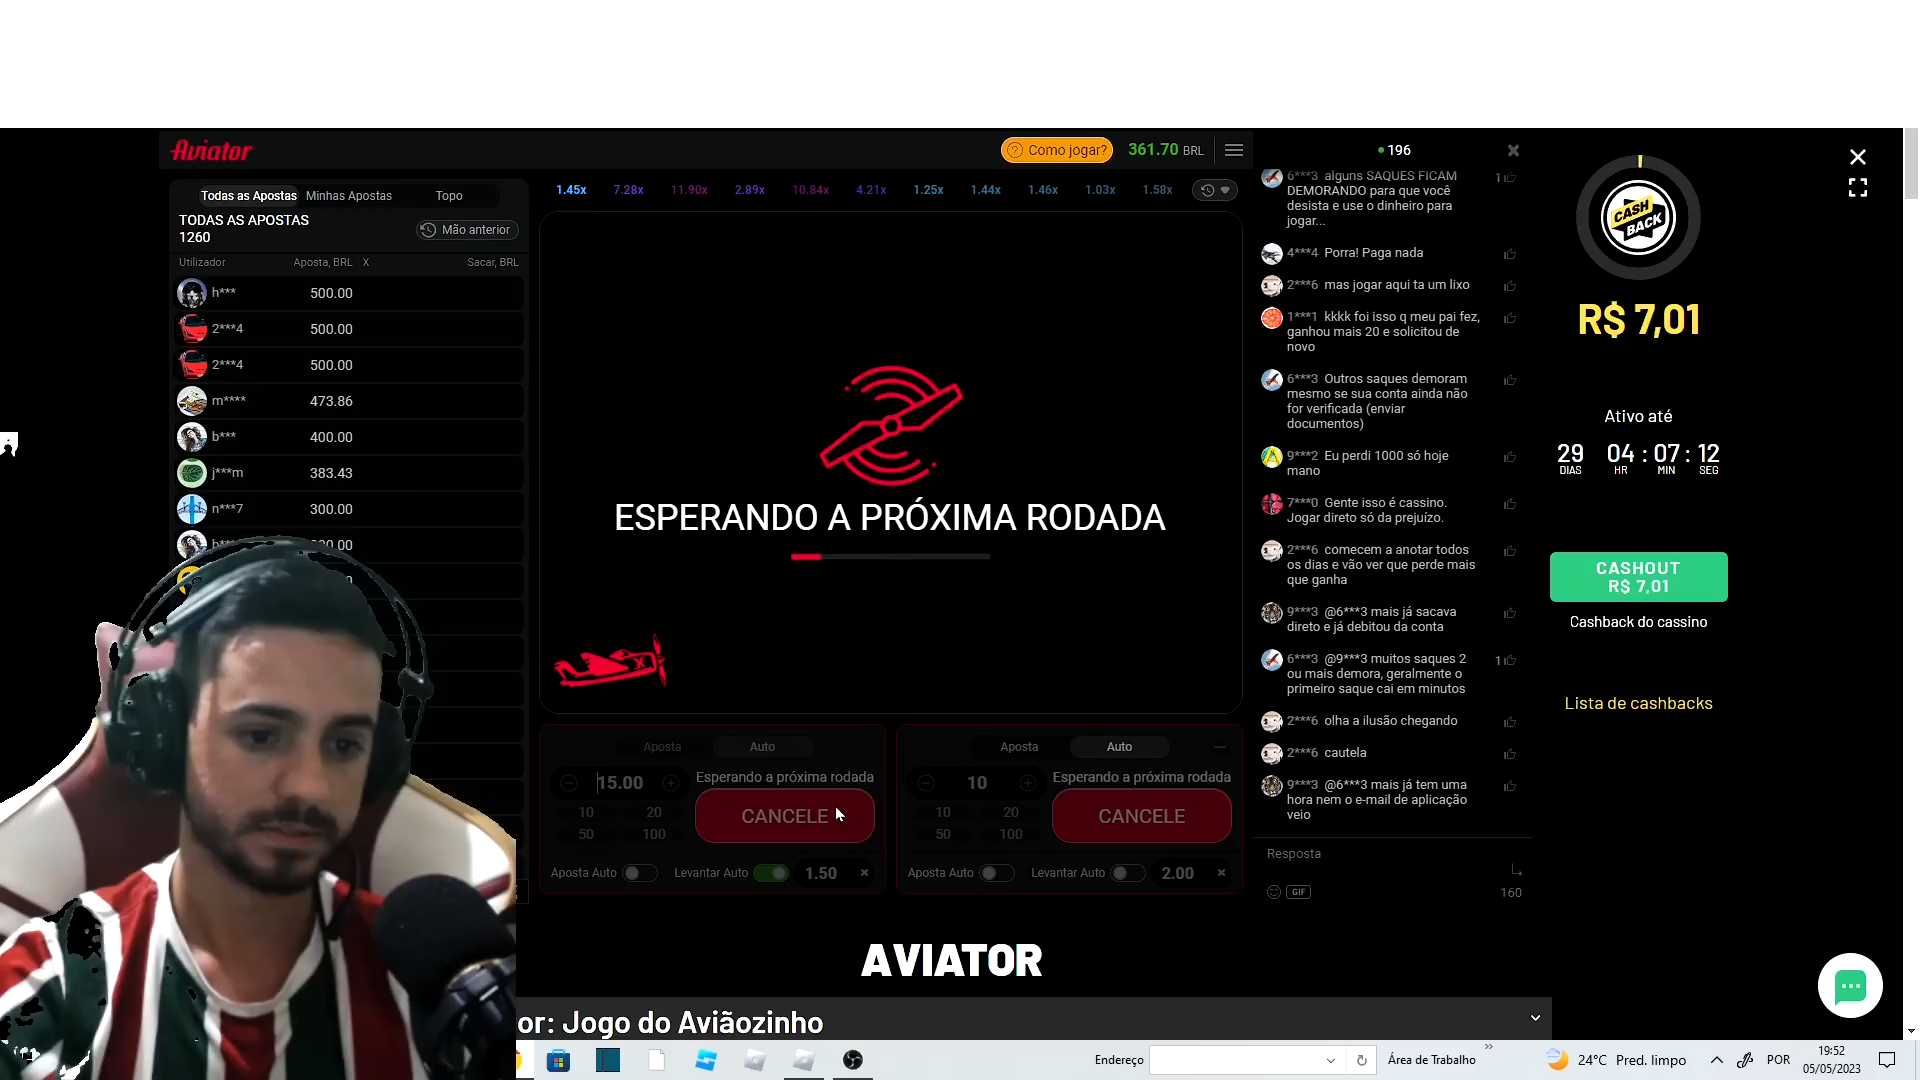 Aviator
? Como jogar?
361.70 BRL
Todas as Apostas
Minhas Apostas
Topo
TODAS AS APOSTAS
1260
Mão anterior
Utilizador
Aposta, BRL X
Sacar, BRL
h*** 500.00
2***4 500.00
2***4 500.00
m**** 473.86
b*** 400.00
j***m 383.43
n***7 300.00
1.45x 7.28x 11.90x 2.89x 10.84x 4.21x 1.25x 1.44x 1.46x 1.03x 1.58x
ESPERANDO A PRÓXIMA RODADA
Aposta
Auto
15.00
10 20
50 100
Esperando a próxima rodada
CANCELE
Aposta Auto
Levantar Auto
1.50
Aposta
Auto
10
10 20
50 100
Esperando a próxima rodada
CANCELE
Aposta Auto
Levantar Auto
2.00
196
6***3 alguns SAQUES FICAM
DEMORANDO para que você
desista e use o dinheiro para
jogar...
1
4***4 Porra! Paga nada
2***6 mas jogar aqui ta um lixo
1***1 kkkk foi isso q meu pai fez,
ganhou mais 20 e solicitou de
novo
6***3 Outros saques demoram
mesmo se sua conta ainda não
for verificada (enviar
documentos)
9***2 Eu perdi 1000 só hoje
mano
7***0 Gente isso é cassino.
Jogar direto só da prejuízo.
2***6 comecem a anotar todos
os dias e vão ver que perde mais
que ganha
9***3 @6***3 mais já sacava
direto e já debitou da conta
6***3 @9***3 muitos saques 2
ou mais demora, geralmente o
primeiro saque cai em minutos
1
2***6 olha a ilusão chegando
2***6 cautela
9***3 @6***3 mais já tem uma
hora nem o e-mail de aplicação
veio
Resposta
GIF
160
CASH
BACK
R$ 7,01
Ativo até
29 04 : 07 : 12
DIAS HR MIN SEG
CASHOUT
R$ 7,01
Cashback do cassino
Lista de cashbacks
AVIATOR
or: Jogo do Aviãozinho
Endereço
Área de Trabalho
24°C Pred. limpo
POR
19:52
05/05/2023